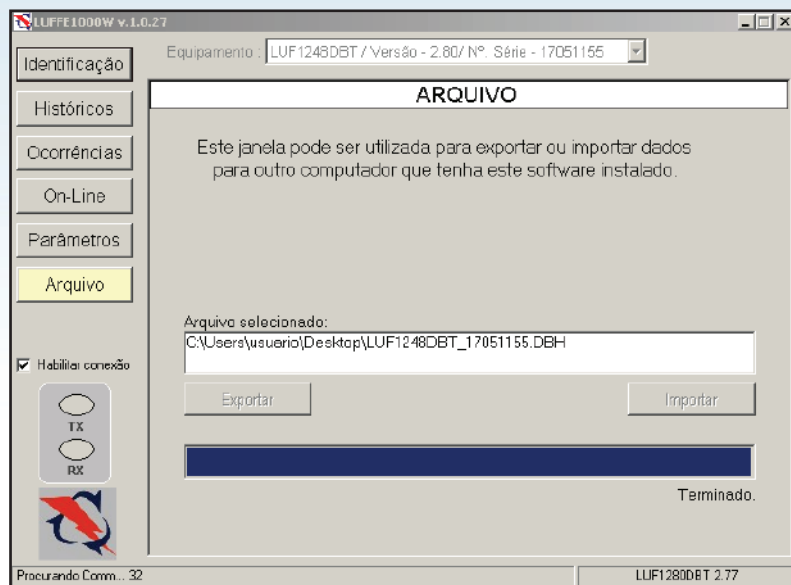 LUFFE1000W v.1.0.27
Equipamento : LUF1248DBT / Versão - 2.80/ Nº. Série - 17051155
Identificação
Históricos
Ocorrências
On-Line
Parâmetros
Arquivo
ARQUIVO
Este janela pode ser utilizada para exportar ou importar dados
para outro computador que tenha este software instalado.
Arquivo selecionado:
C:\Users\usuario\Desktop\LUF1248DBT_17051155.DBH
Exportar
Importar
Terminado.
Habilitar conexão
TX
RX
Procurando Comm... 32
LUF1280DBT 2.77